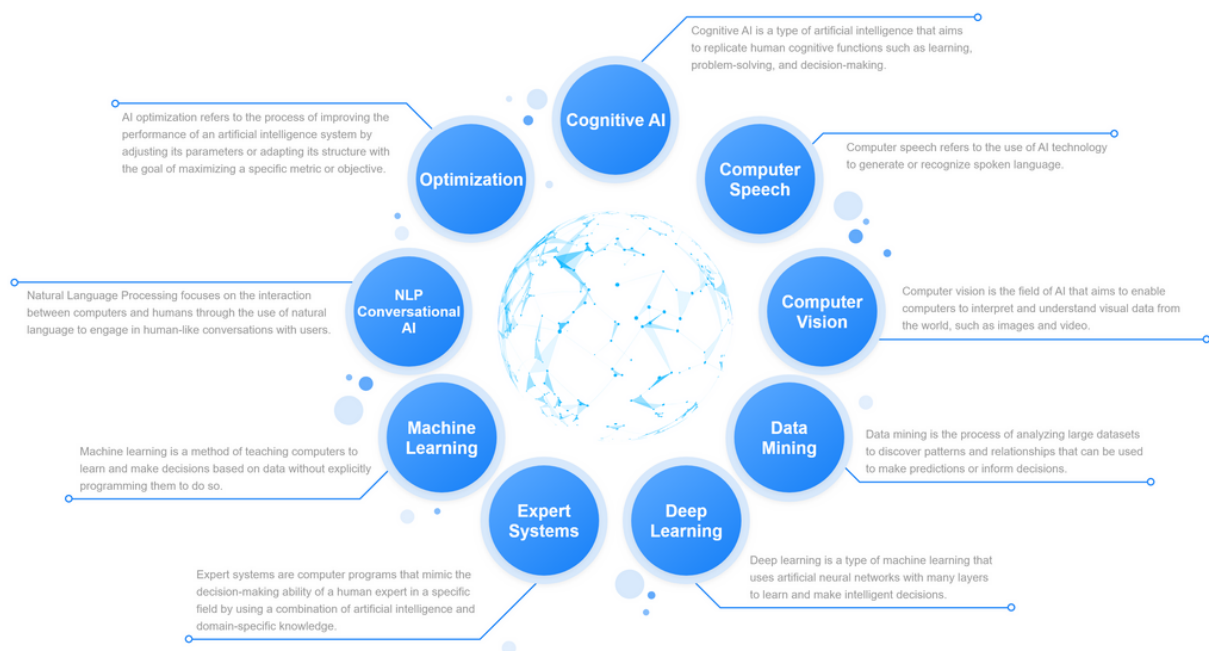 Cognitive AI
Cognitive AI is a type of artificial intelligence that aims
to replicate human cognitive functions such as learning,
problem-solving, and decision-making.
Computer
Speech
Computer speech refers to the use of AI technology
to generate or recognize spoken language.
Computer
Vision
Computer vision is the field of AI that aims to enable
computers to interpret and understand visual data from
the world, such as images and video.
Data
Mining
Data mining is the process of analyzing large datasets
to discover patterns and relationships that can be used
to make predictions or inform decisions.
Deep
Learning
Deep learning is a type of machine learning that
uses artificial neural networks with many layers
to learn and make intelligent decisions.
Expert
Systems
Expert systems are computer programs that mimic the
decision-making ability of a human expert in a specific
field by using a combination of artificial intelligence and
domain-specific knowledge.
Machine
Learning
Machine learning is a method of teaching computers to
learn and make decisions based on data without explicitly
programming them to do so.
NLP
Conversational
AI
Natural Language Processing focuses on the interaction
between computers and humans through the use of natural
language to engage in human-like conversations with users.
Optimization
AI optimization refers to the process of improving the
performance of an artificial intelligence system by
adjusting its parameters or adapting its structure with
the goal of maximizing a specific metric or objective.